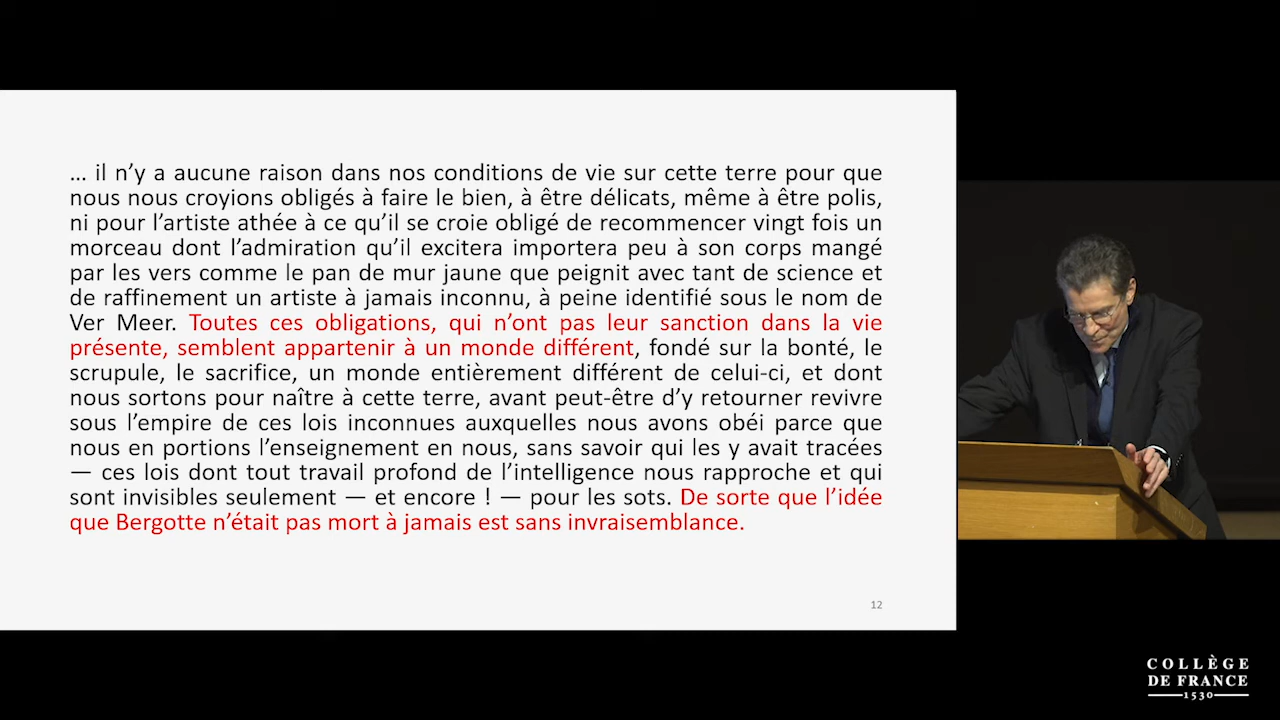 … il n’y a aucune raison dans nos conditions de vie sur cette terre pour que
nous nous croyions obligés à faire le bien, à être délicats, même à être polis,
ni pour l’artiste athée à ce qu’il se croie obligé de recommencer vingt fois un
morceau dont l’admiration qu’il excitera importera peu à son corps mangé
par les vers comme le pan de mur jaune que peignit avec tant de science et
de raffinement un artiste à jamais inconnu, à peine identifié sous le nom de
Ver Meer. Toutes ces obligations, qui n’ont pas leur sanction dans la vie
présente, semblent appartenir à un monde différent, fondé sur la bonté, le
scrupule, le sacrifice, un monde entièrement différent de celui-ci, et dont
nous sortons pour naître à cette terre, avant peut-être d’y retourner revivre
sous l’empire de ces lois inconnues auxquelles nous avons obéi parce que
nous en portions l’enseignement en nous, sans savoir qui les y avait tracées
— ces lois dont tout travail profond de l’intelligence nous rapproche et qui
sont invisibles seulement — et encore ! — pour les sots. De sorte que l’idée
que Bergotte n’était pas mort à jamais est sans invraisemblance.
12
COLLÈGE
DE FRANCE
1530